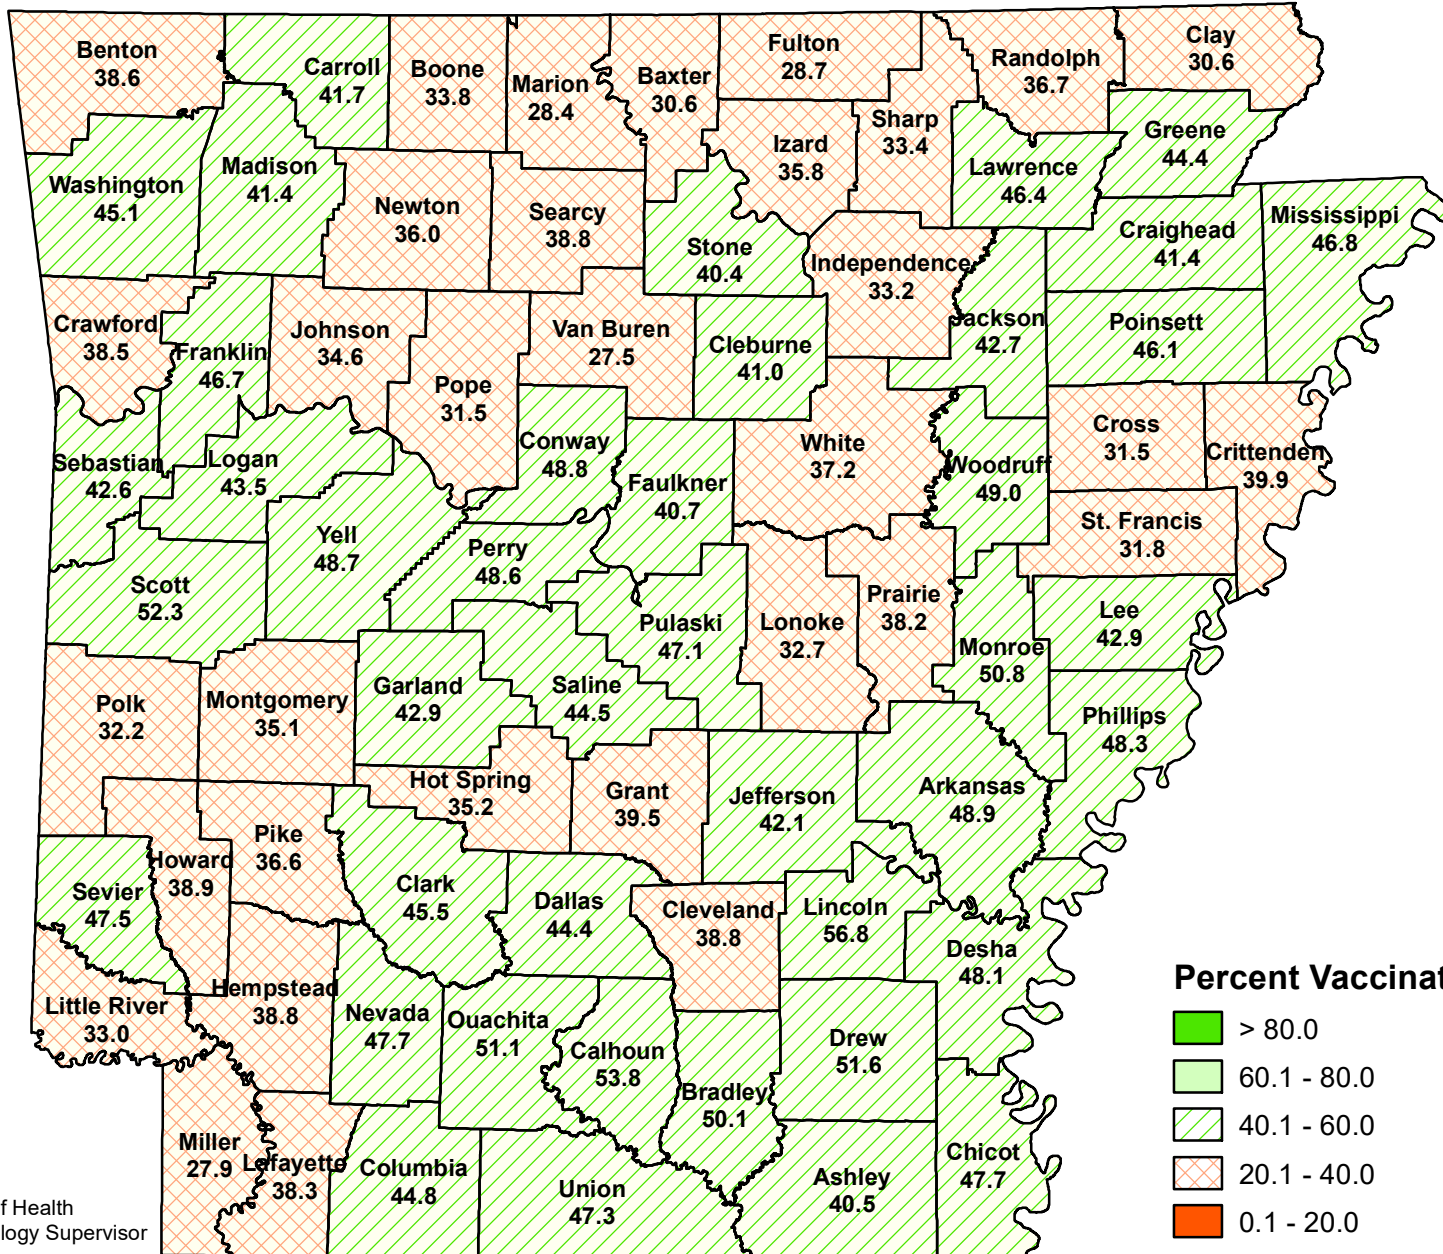 Benton
38.6
Carroll
41.7
Boone
33.8
Marion
28.4
Baxter
30.6
Fulton
28.7
Randolph
36.7
Clay
30.6
Izard
35.8
Sharp
33.4
Lawrence
46.4
Greene
44.4
Washington
45.1
Madison
41.4
Newton
36.0
Searcy
38.8
Stone
40.4
Independence
33.2
Craighead
41.4
Mississippi
46.8
Crawford
38.5
Franklin
46.7
Johnson
34.6
Pope
31.5
Van Buren
27.5
Cleburne
41.0
Jackson
42.7
Poinsett
46.1
Sebastian
42.6
Logan
43.5
Conway
48.8
Faulkner
40.7
White
37.2
Woodruff
49.0
Cross
31.5
Crittenden
39.9
St. Francis
31.8
Scott
52.3
Yell
48.7
Perry
48.6
Pulaski
47.1
Lonoke
32.7
Prairie
38.2
Monroe
50.8
Lee
42.9
Polk
32.2
Montgomery
35.1
Garland
42.9
Saline
44.5
Phillips
48.3
Hot Spring
35.2
Grant
39.5
Jefferson
42.1
Arkansas
48.9
Pike
36.6
Howard
38.9
Sevier
47.5
Clark
45.5
Dallas
44.4
Cleveland
38.8
Lincoln
56.8
Desha
48.1
Little River
33.0
Hempstead
38.8
Nevada
47.7
Ouachita
51.1
Calhoun
53.8
Bradley
50.1
Drew
51.6
Miller
27.9
Lafayette
38.3
Columbia
44.8
Union
47.3
Ashley
40.5
Chicot
47.7
Percent Vaccinat
> 80.0
60.1 - 80.0
40.1 - 60.0
20.1 - 40.0
0.1 - 20.0
f Health
logy Supervisor